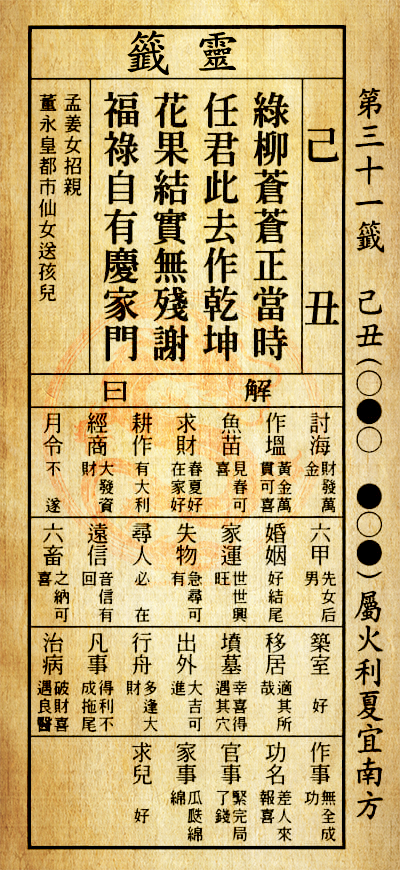 第三十一籤 己丑(○●○ ●○●)屬火利夏宜南方
靈籤
己丑
綠柳蒼蒼正當時
任君此去作乾坤
花果結實無殘謝
福祿自有慶家門
孟姜女招親
董永皇都市仙女送孩兒
解曰
討海 財發萬金
作塭 黃金萬貫可喜
魚苗 見春可喜
求財 春夏好在家好
耕作 有大利
經商 大發資財
月令 不遂
六甲 先女后男
婚姻 好結尾
家運 世世興旺
失物 急尋可有
尋人 必在
遠信 音信有回
六畜 之納可喜
築室 好
移居 適其所哉
墳墓 幸喜得遇其穴
出外 大吉可進
行舟 多逢大財
凡事 得利不成拖尾
治病 破財喜遇良醫
作事 無全成功
功名 差人來報喜
官事 緊完局了錢
家事 瓜瓞綿綿
求兒 好